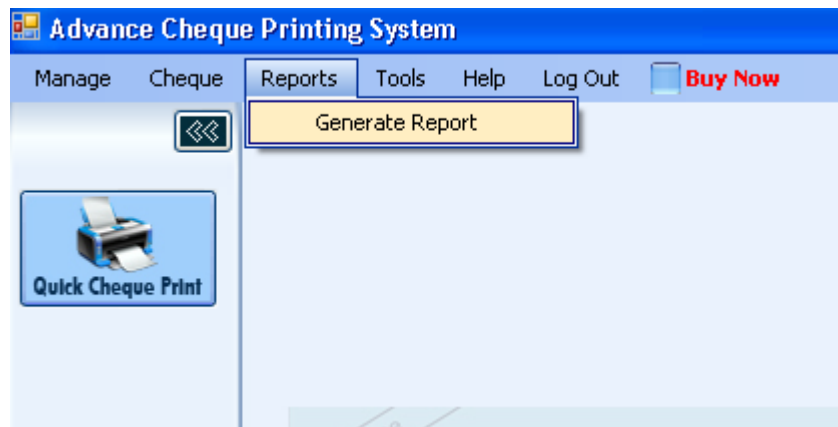 Advance Cheque Printing System
Manage Cheque Reports Tools Help Log Out Buy Now
Generate Report
Quick Cheque Print